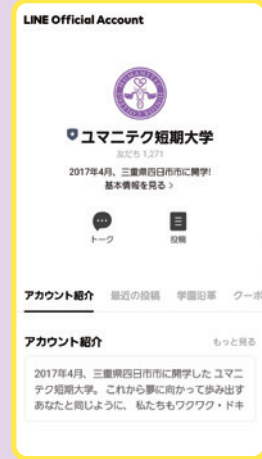 LINE Official Account
ユマニテク短期大学
友だち 1,271
2017年4月、三重県四日市市に開学!
基本情報を見る >
トーク
投稿
アカウント紹介 最近の投稿 学園沿革 クーポ
アカウント紹介 もっと見る
2017年4月、三重県四日市市に開学した ユマニ
テク短期大学。 これから夢に向かって歩み出す
あなたと同じように、 私たちもワクワク・ドキ